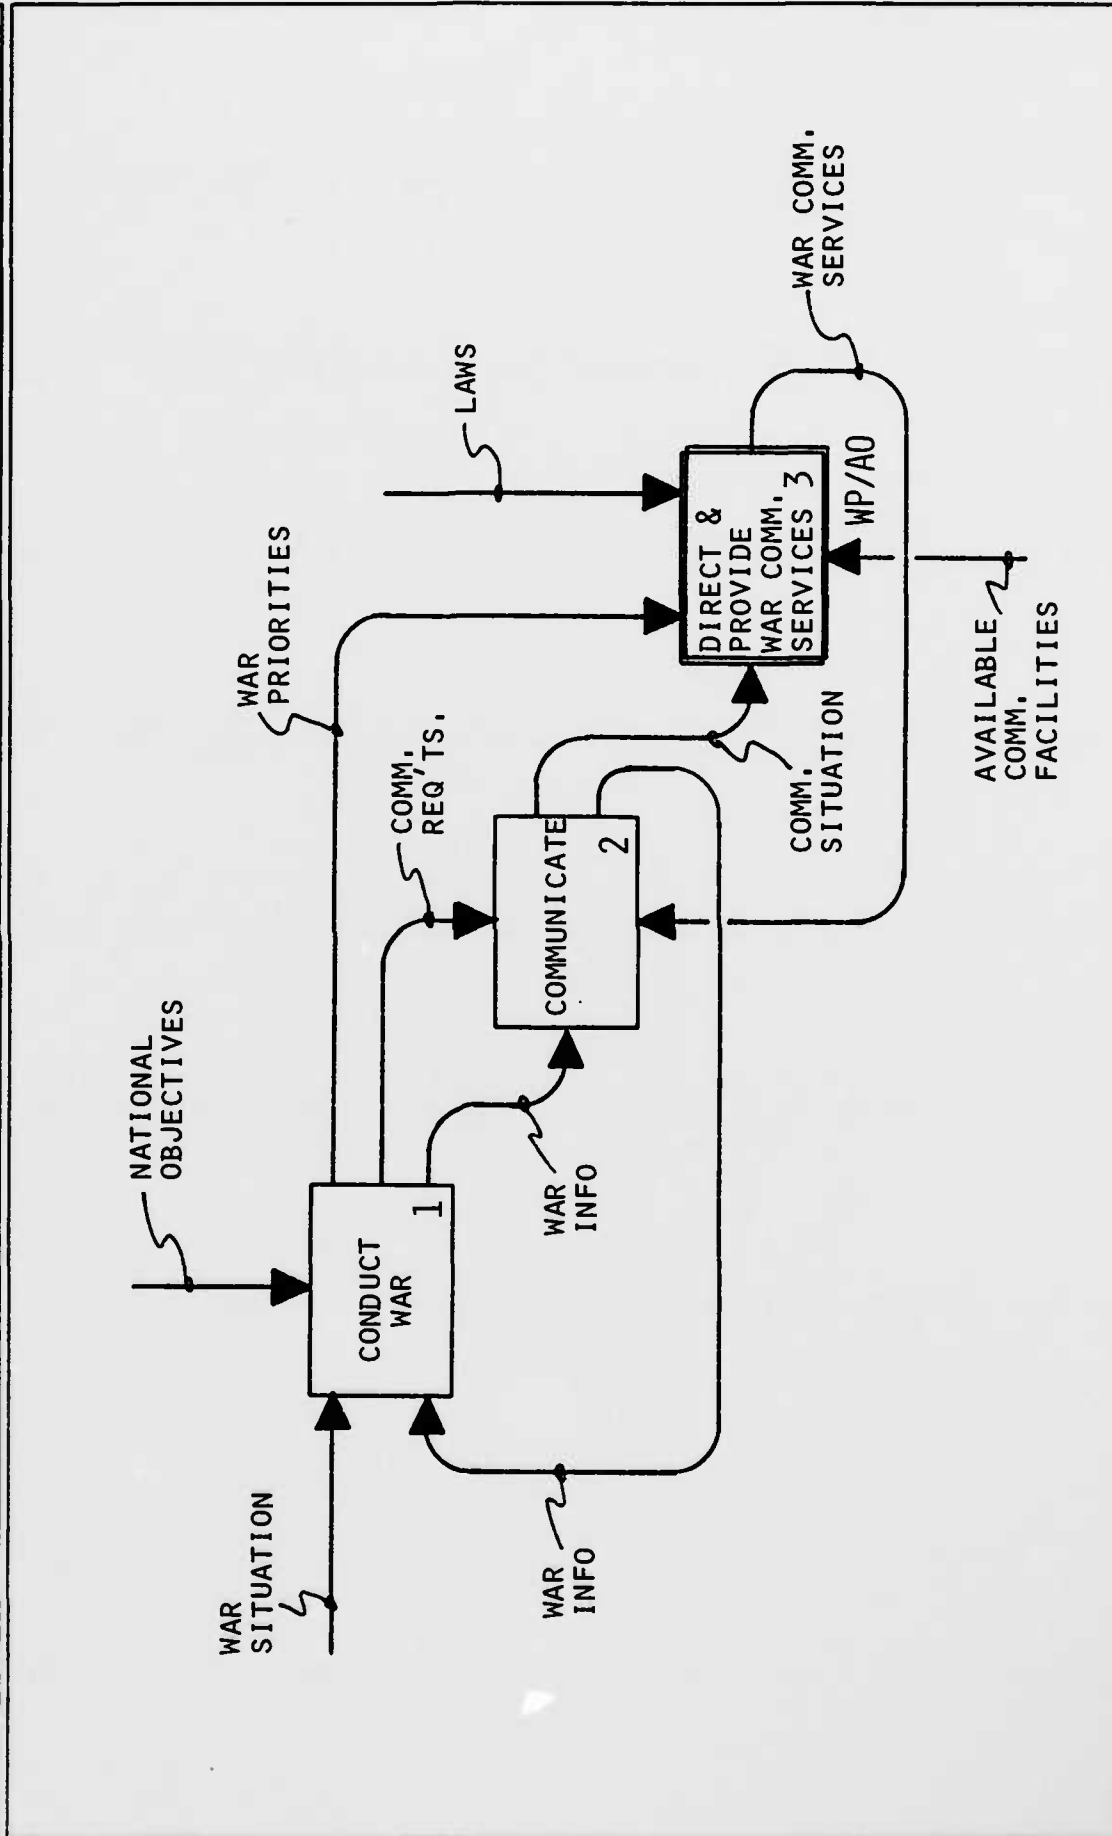 NATIONAL
OBJECTIVES
WAR
SITUATION
WAR
PRIORITIES
COMM.
REQ'TS.
LAWS
CONDUCT
WAR
1
WAR
INFO
COMMUNICATE
2
DIRECT &
PROVIDE
WAR COMM.
SERVICES 3
WP/A0
WAR COMM.
SERVICES
COMM.
SITUATION
WAR
INFO
AVAILABLE
COMM.
FACILITIES